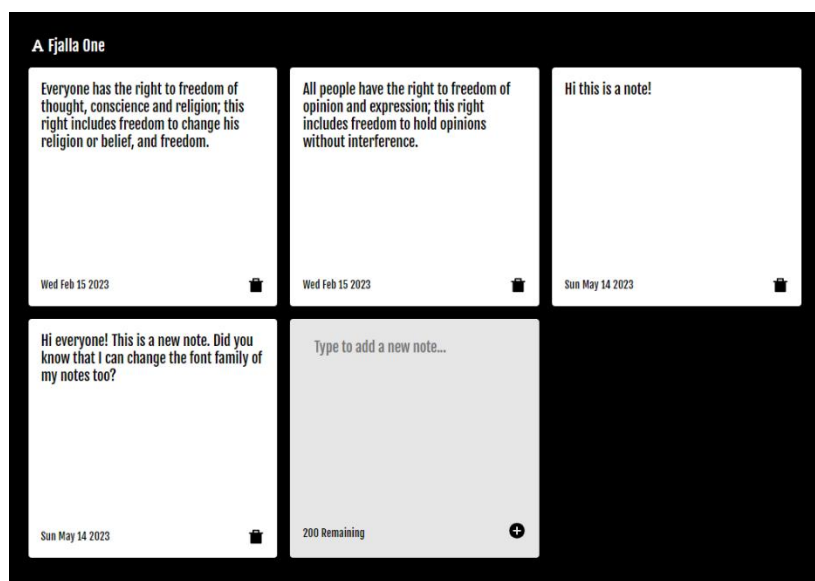 A Fjalla One
Everyone has the right to freedom of
thought, conscience and religion; this
right includes freedom to change his
religion or belief, and freedom.
Wed Feb 15 2023
All people have the right to freedom of
opinion and expression; this right
includes freedom to hold opinions
without interference.
Wed Feb 15 2023
Hi this is a note!
Sun May 14 2023
Hi everyone! This is a new note. Did you
know that I can change the font family of
my notes too?
Sun May 14 2023
Type to add a new note...
200 Remaining